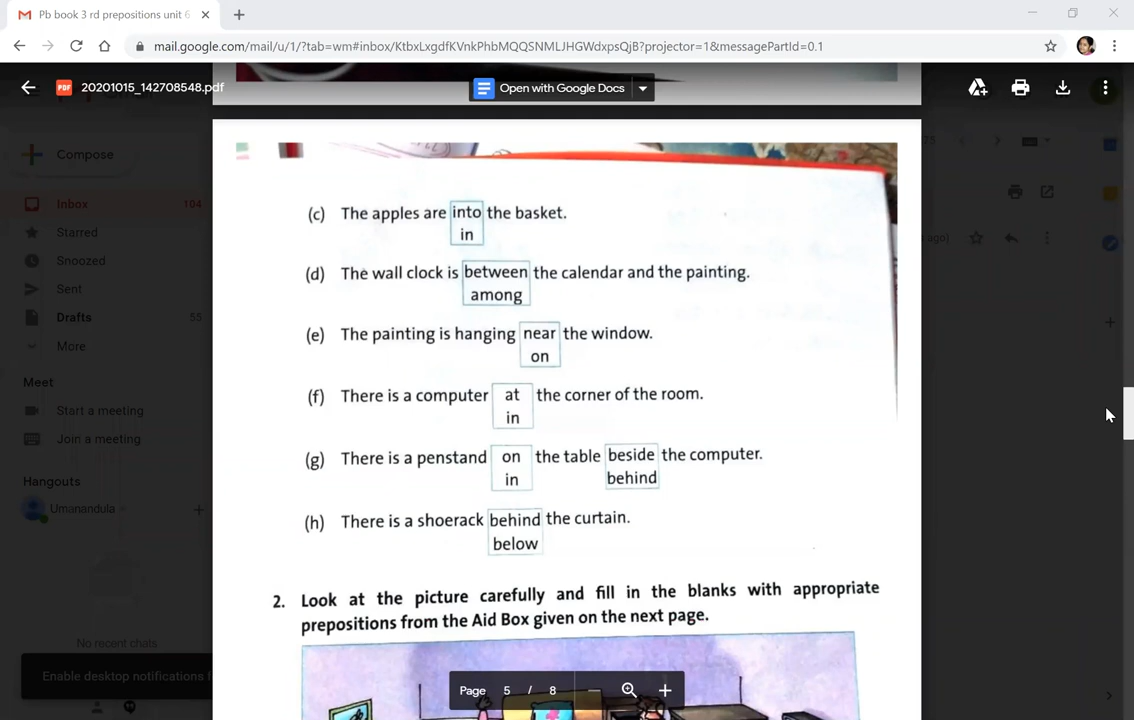 Pb book 3 rd prepositions unit 6
mail.google.com/mail/u/1/?tab=wm#inbox/KtbxLxgdfKVnkPhbMQQSNMLJHGWdxpsQjB?projector=1&messagePartId=0.1
PDF 20201015_142708548.pdf
Open with Google Docs
Compose
Inbox 104
Starred
Snoozed
Sent
Drafts 55
More
Meet
Start a meeting
Join a meeting
Hangouts
Umanandula
No recent chats
Enable desktop notifications f
25
ago)
(c) The apples are into the basket.
in
(d) The wall clock is between the calendar and the painting.
among
(e) The painting is hanging near the window.
on
(f) There is a computer at the corner of the room.
in
(g) There is a penstand on the table beside the computer.
in behind
(h) There is a shoerack behind the curtain.
below
2. Look at the picture carefully and fill in the blanks with appropriate
prepositions from the Aid Box given on the next page.
Page 5 / 8